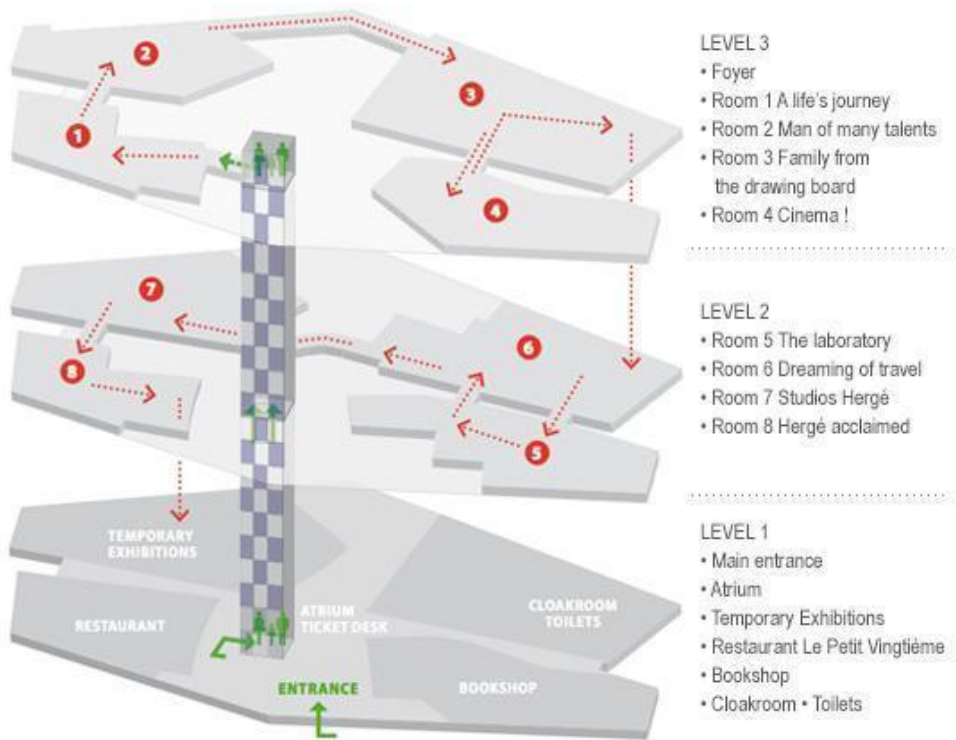 2
3
1
4
7
6
8
5
TEMPORARY
EXHIBITIONS
RESTAURANT
ATRIUM
TICKET DESK
CLOAKROOM
TOILETS
ENTRANCE
BOOKSHOP
LEVEL 3
• Foyer
• Room 1 A life's journey
• Room 2 Man of many talents
• Room 3 Family from
the drawing board
• Room 4 Cinema !
LEVEL 2
• Room 5 The laboratory
• Room 6 Dreaming of travel
• Room 7 Studios Hergé
• Room 8 Hergé acclaimed
LEVEL 1
• Main entrance
• Atrium
• Temporary Exhibitions
• Restaurant Le Petit Vingtième
• Bookshop
• Cloakroom • Toilets